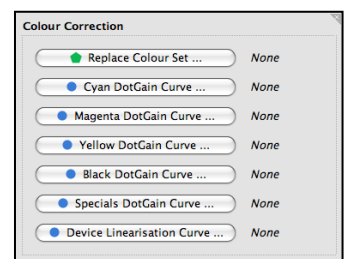 Colour Correction
Replace Colour Set ... None
Cyan DotGain Curve ... None
Magenta DotGain Curve ... None
Yellow DotGain Curve ... None
Black DotGain Curve ... None
Specials DotGain Curve ... None
Device Linearisation Curve ... None